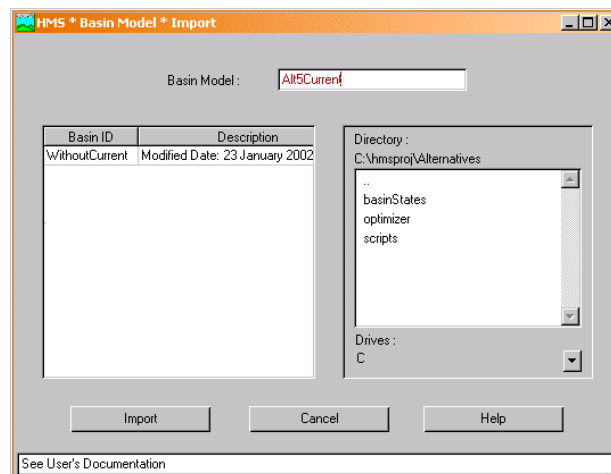 HMS * Basin Model * Import
Basin Model : Alt5Current
Basin ID Description
WithoutCurrent Modified Date: 23 January 2002
Directory :
C:\hmsproj\Alternatives
..
basinStates
optimizer
scripts
Drives :
C
Import Cancel Help
See User's Documentation